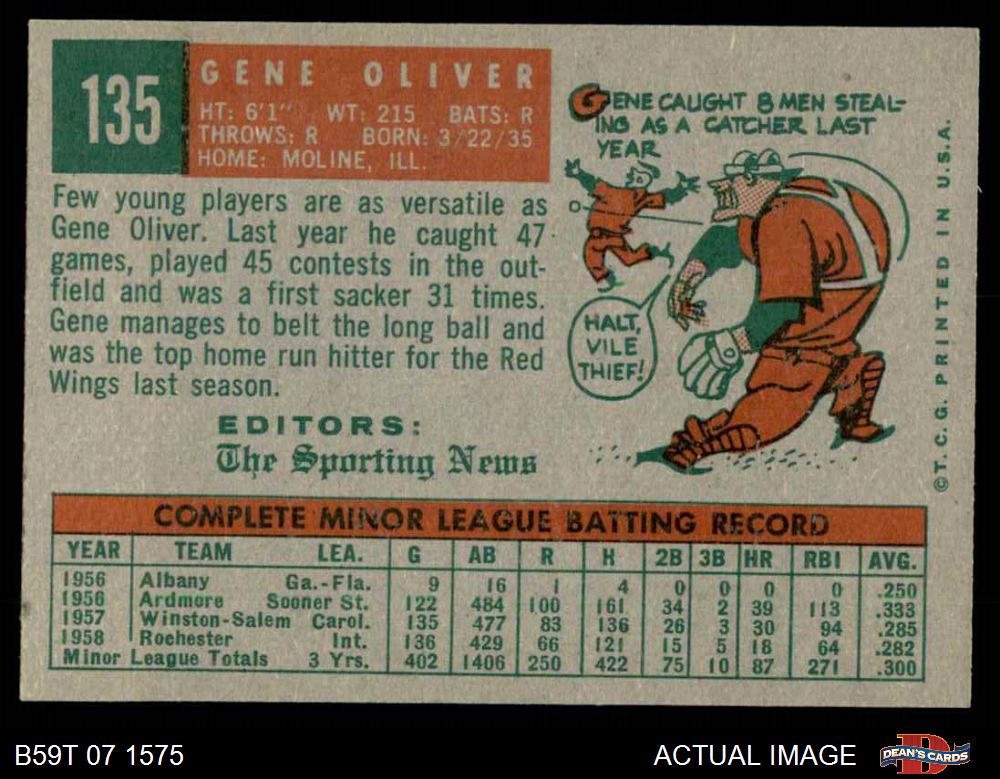 135
GENE OLIVER
HT: 6'1" WT: 215 BATS: R
THROWS: R BORN: 3/22/35
HOME: MOLINE, ILL.
Few young players are as versatile as
Gene Oliver. Last year he caught 47
games, played 45 contests in the out-
field and was a first sacker 31 times.
Gene manages to belt the long ball and
was the top home run hitter for the Red
Wings last season.
EDITORS:
The Sporting News
GENE CAUGHT 8 MEN STEAL-
ING AS A CATCHER LAST
YEAR
HALT,
VILE
THIEF!
©T.C.G. PRINTED IN U.S.A.
COMPLETE MINOR LEAGUE BATTING RECORD
YEAR TEAM LEA. G AB R H 2B 3B HR RBI AVG.
1956 Albany Ga.-Fla. 9 16 1 4 0 0 0 0 .250
1956 Ardmore Sooner St. 122 484 100 161 34 2 39 113 .333
1957 Winston-Salem Carol. 135 477 83 136 26 3 30 94 .285
1958 Rochester Int. 136 429 66 121 15 5 18 64 .282
Minor League Totals 3 Yrs. 402 1406 250 422 75 10 87 271 .300
B59T 07 1575
ACTUAL IMAGE
DEAN'S CARDS